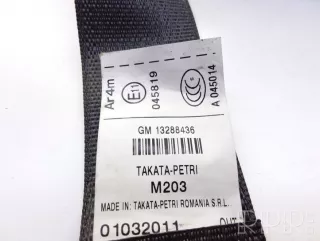 Ar4m
E11
045819
A 045014
GM 13288436
TAKATA-PETRI
M203
MADE IN: TAKATA-PETRI ROMANIA S.R.L.
01032011